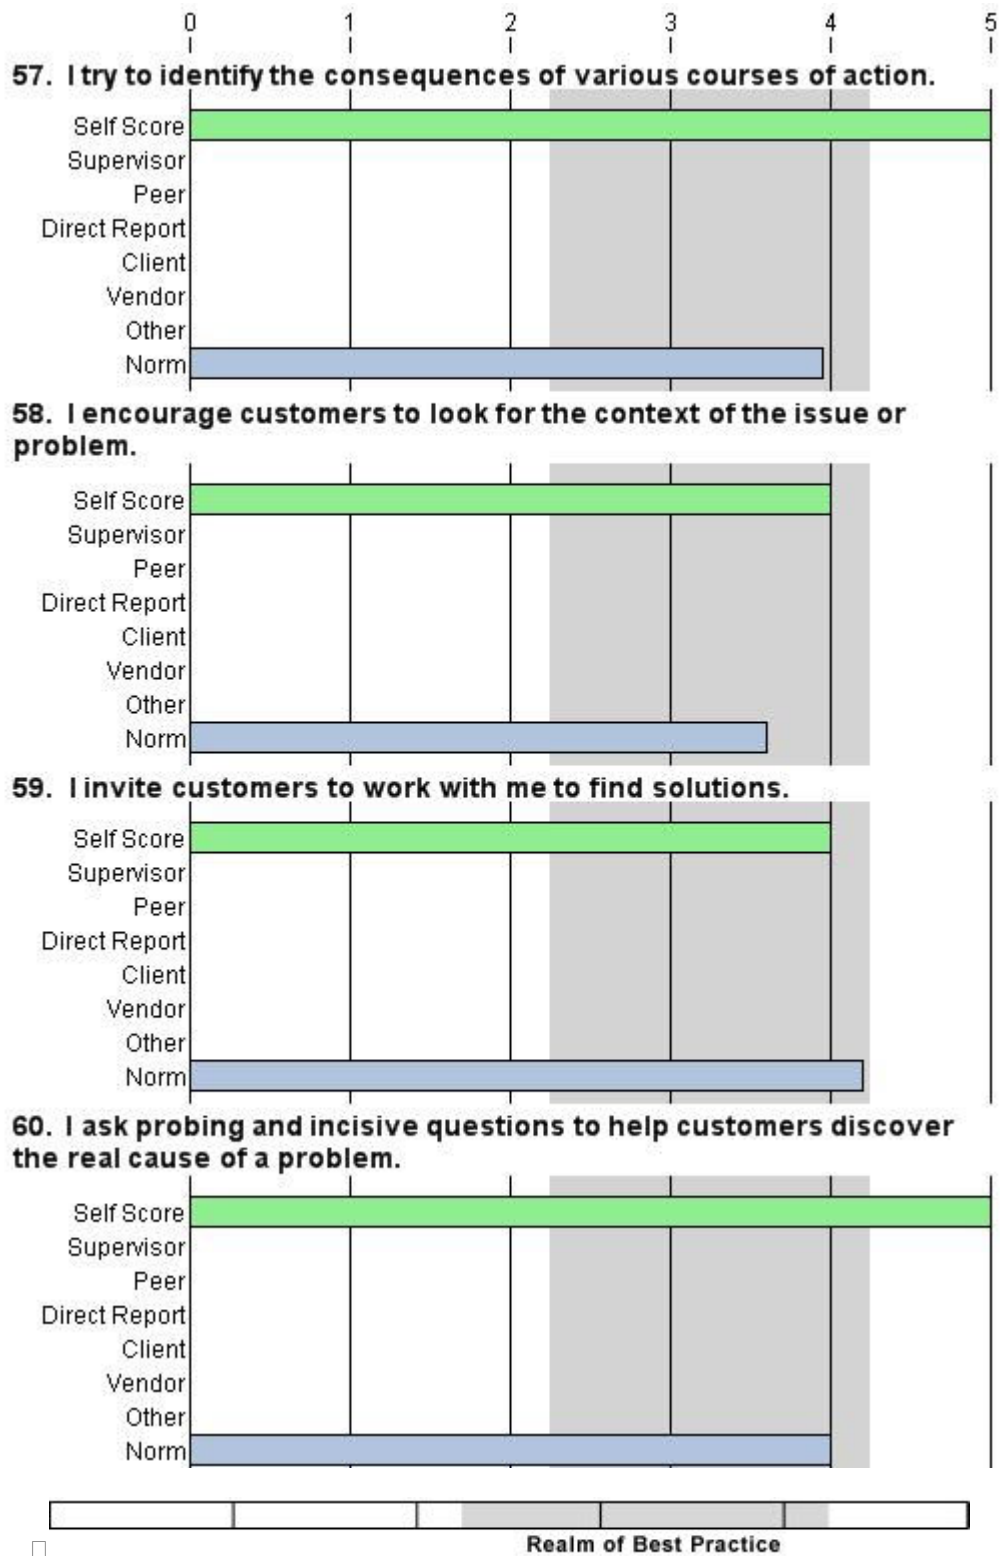 0 1 2 3 4 5
57. I try to identify the consequences of various courses of action.
Self Score
Supervisor
Peer
Direct Report
Client
Vendor
Other
Norm
58. I encourage customers to look for the context of the issue or
problem.
Self Score
Supervisor
Peer
Direct Report
Client
Vendor
Other
Norm
59. I invite customers to work with me to find solutions.
Self Score
Supervisor
Peer
Direct Report
Client
Vendor
Other
Norm
60. I ask probing and incisive questions to help customers discover
the real cause of a problem.
Self Score
Supervisor
Peer
Direct Report
Client
Vendor
Other
Norm
Realm of Best Practice